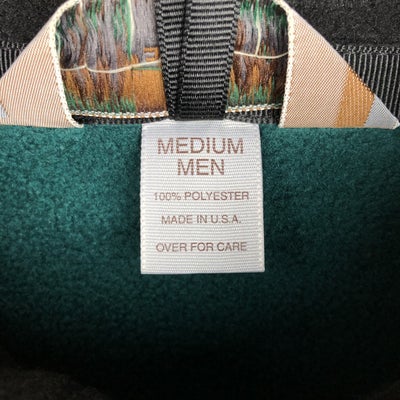 MEDIUM
MEN
100% POLYESTER
MADE IN U.S.A.
OVER FOR CARE